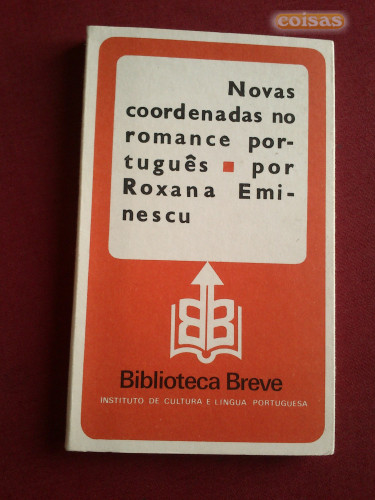 coisas
Novas
coordenadas no
romance por-
tuguês ■ por
Roxana Emi-
nescu
Biblioteca Breve
INSTITUTO DE CULTURA E LÍNGUA PORTUGUESA